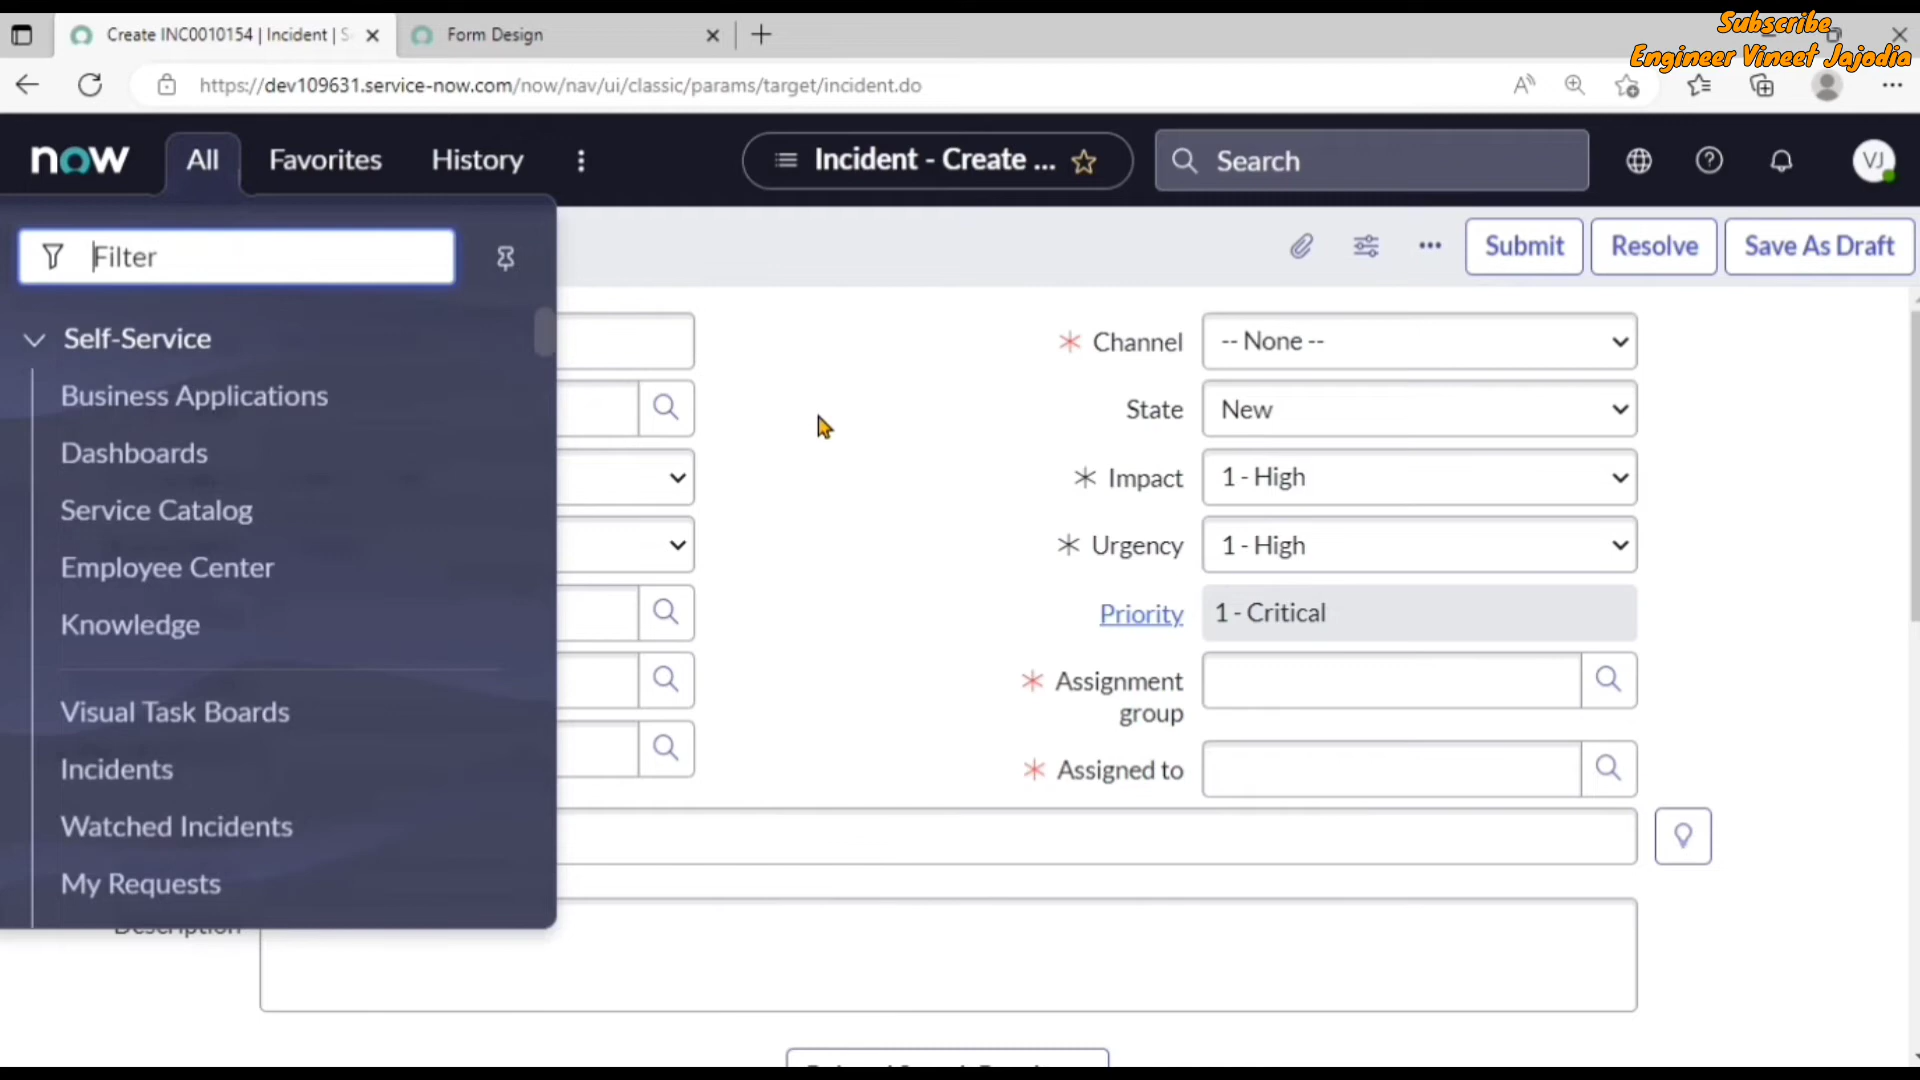 Create INC0010154 | Incident | S
Form Design
Subscribe
Engineer Vineet Jajodia
https://dev109631.service-now.com/now/nav/ui/classic/params/target/incident.do
now
All
Favorites
History
Incident - Create ...
Search
VJ
Filter
Submit
Resolve
Save As Draft
Self-Service
Business Applications
Dashboards
Service Catalog
Employee Center
Knowledge
Visual Task Boards
Incidents
Watched Incidents
My Requests
Channel
-- None --
State
New
Impact
1 - High
Urgency
1 - High
Priority
1 - Critical
Assignment
group
Assigned to
Description